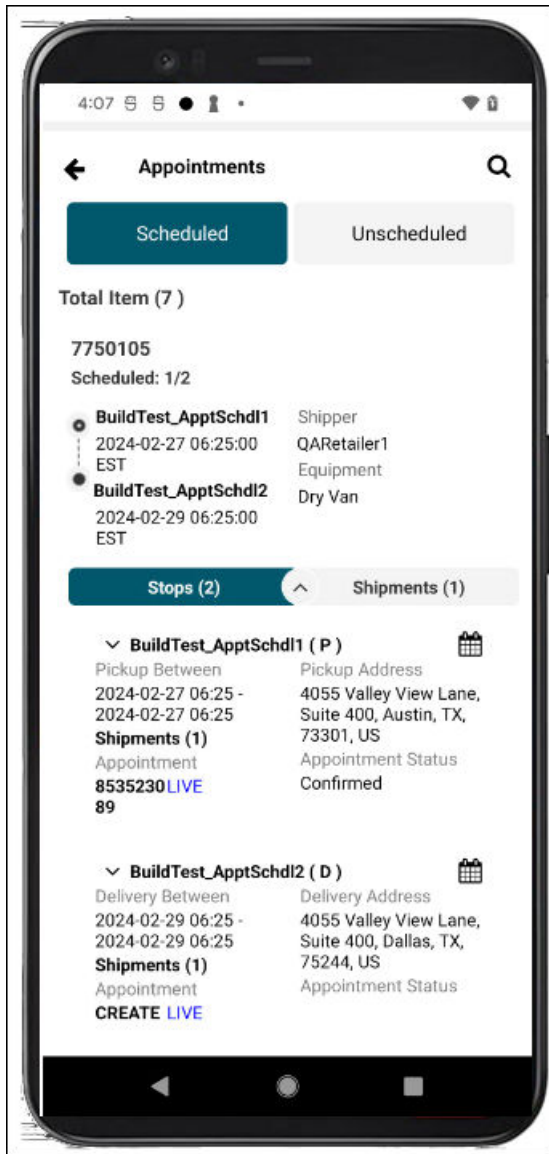 4:07
Appointments
Scheduled
Unscheduled
Total Item (7 )
7750105
Scheduled: 1/2
BuildTest_ApptSchdl1
2024-02-27 06:25:00
EST
BuildTest_ApptSchdl2
2024-02-29 06:25:00
EST
Shipper
QARetailer1
Equipment
Dry Van
Stops (2)
Shipments (1)
BuildTest_ApptSchdl1 ( P )
Pickup Between
2024-02-27 06:25 -
2024-02-27 06:25
Shipments (1)
Appointment
8535230 LIVE
89
Pickup Address
4055 Valley View Lane,
Suite 400, Austin, TX,
73301, US
Appointment Status
Confirmed
BuildTest_ApptSchdl2 ( D )
Delivery Between
2024-02-29 06:25 -
2024-02-29 06:25
Shipments (1)
Appointment
CREATE LIVE
Delivery Address
4055 Valley View Lane,
Suite 400, Dallas, TX,
75244, US
Appointment Status